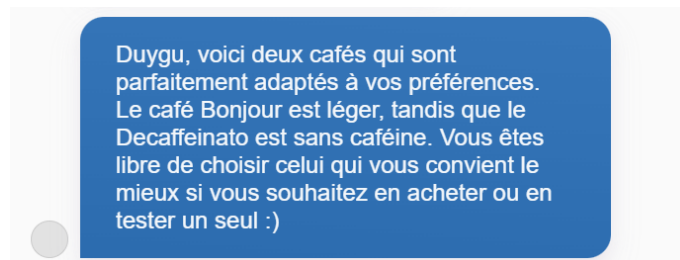 Duygu, voici deux cafés qui sont
parfaitement adaptés à vos préférences.
Le café Bonjour est léger, tandis que le
Decaffeinato est sans caféine. Vous êtes
libre de choisir celui qui vous convient le
mieux si vous souhaitez en acheter ou en
tester un seul :)